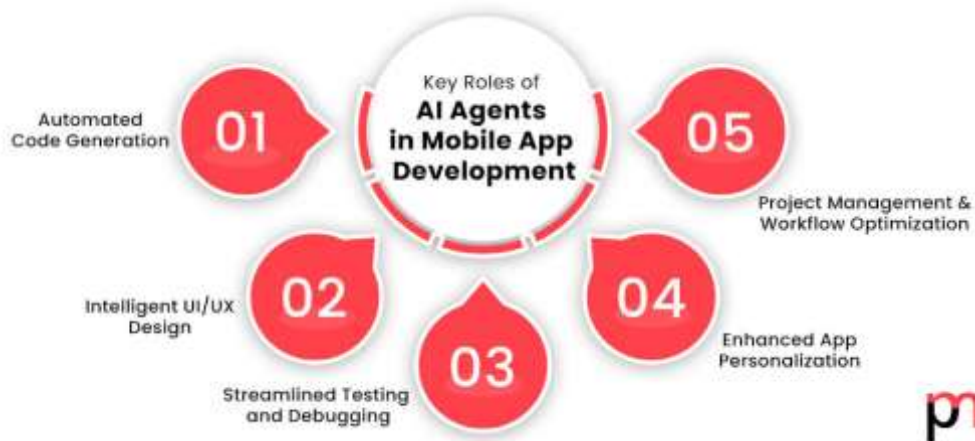 Key Roles of
AI Agents
in Mobile App
Development
01
Automated
Code Generation
02
Intelligent UI/UX
Design
03
Streamlined Testing
and Debugging
04
Enhanced App
Personalization
05
Project Management &
Workflow Optimization